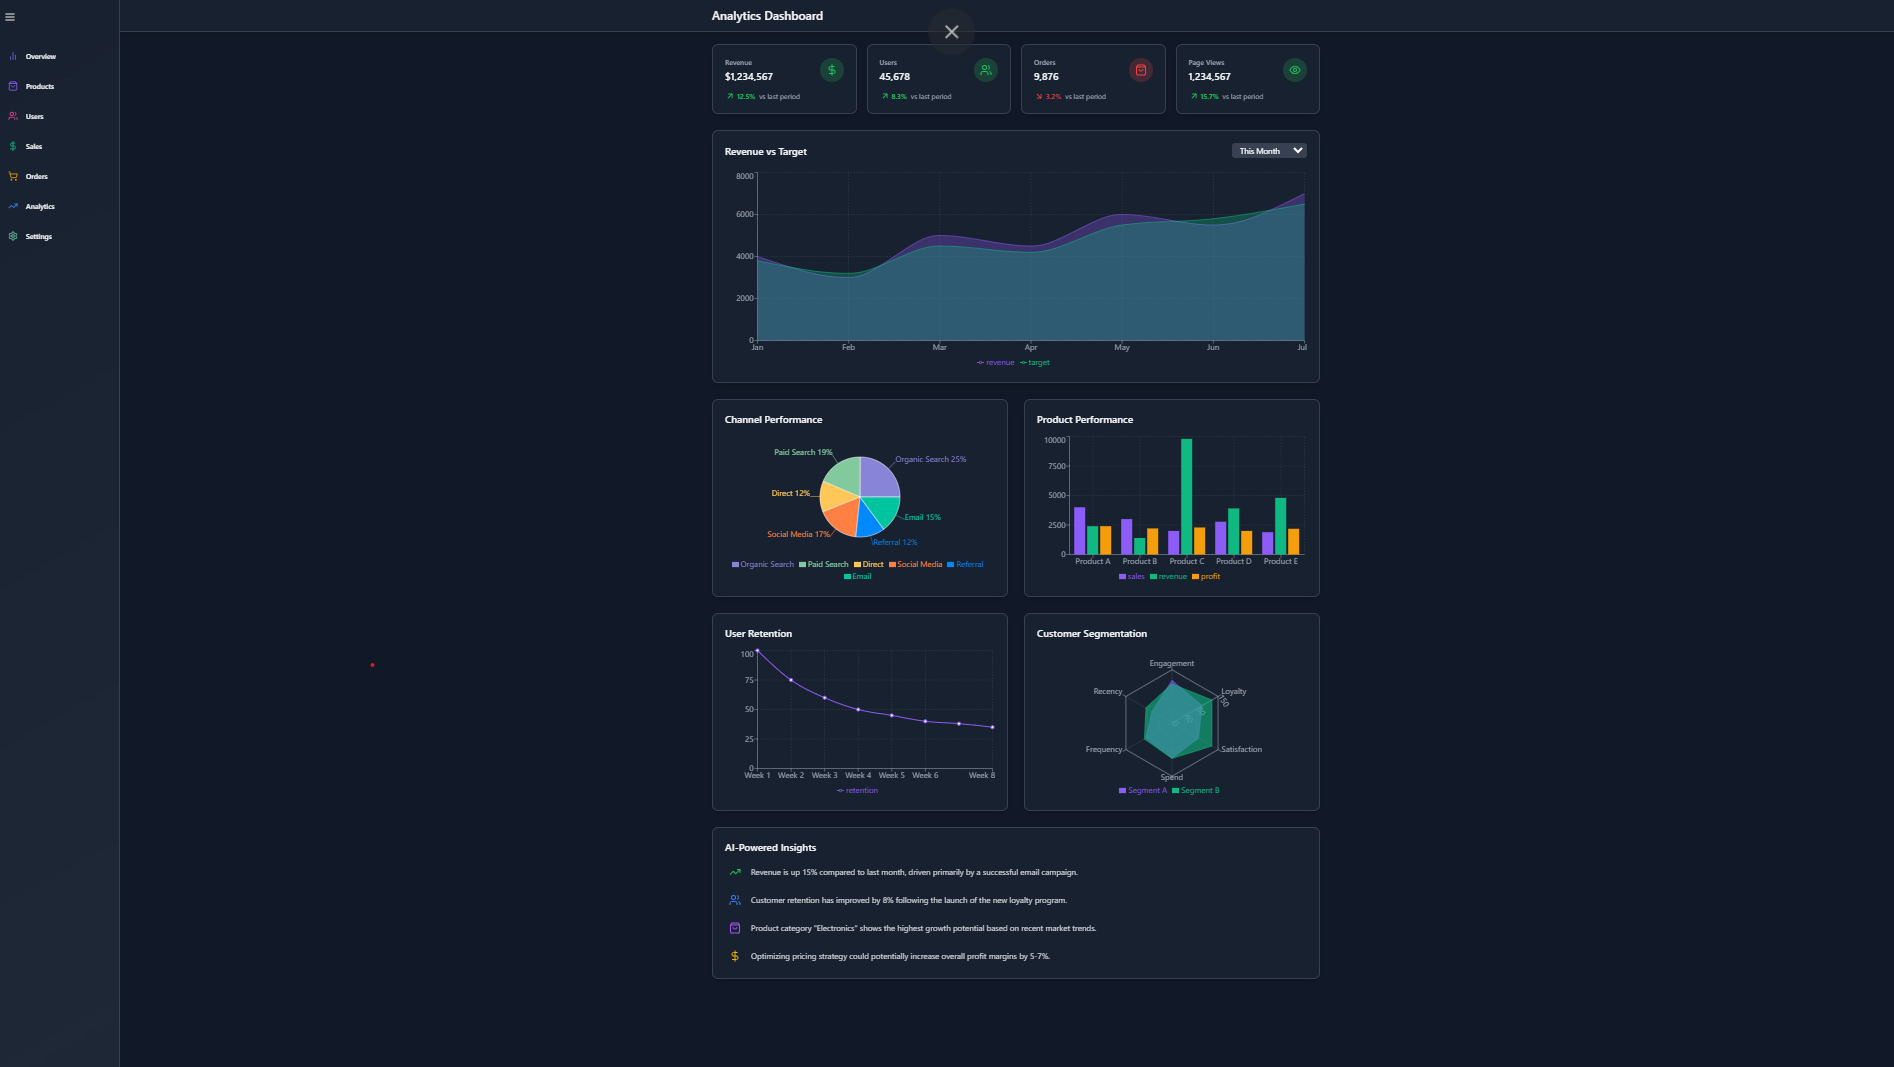 Analytics Dashboard
Overview
Products
Users
Sales
Orders
Analytics
Settings
Revenue
$1,234,567
12.5% vs last period
Users
45,678
8.3% vs last period
Orders
9,876
3.2% vs last period
Page Views
1,234,567
15.7% vs last period
Revenue vs Target
This Month
8000
6000
4000
2000
0
Jan Feb Mar Apr May Jun Jul
revenue target
Channel Performance
Paid Search 19%
Organic Search 25%
Direct 12%
Email 15%
Social Media 17%
Referral 12%
Organic Search Paid Search Direct Social Media Referral
Email
Product Performance
10000
7500
5000
2500
0
Product A Product B Product C Product D Product E
sales revenue profit
User Retention
100
75
50
25
0
Week 1 Week 2 Week 3 Week 4 Week 5 Week 6 Week 8
retention
Customer Segmentation
Engagement
Recency
Loyalty
150
Frequency
Satisfaction
Spend
Segment A Segment B
AI-Powered Insights
Revenue is up 15% compared to last month, driven primarily by a successful email campaign.
Customer retention has improved by 8% following the launch of the new loyalty program.
Product category "Electronics" shows the highest growth potential based on recent market trends.
Optimizing pricing strategy could potentially increase overall profit margins by 5-7%.